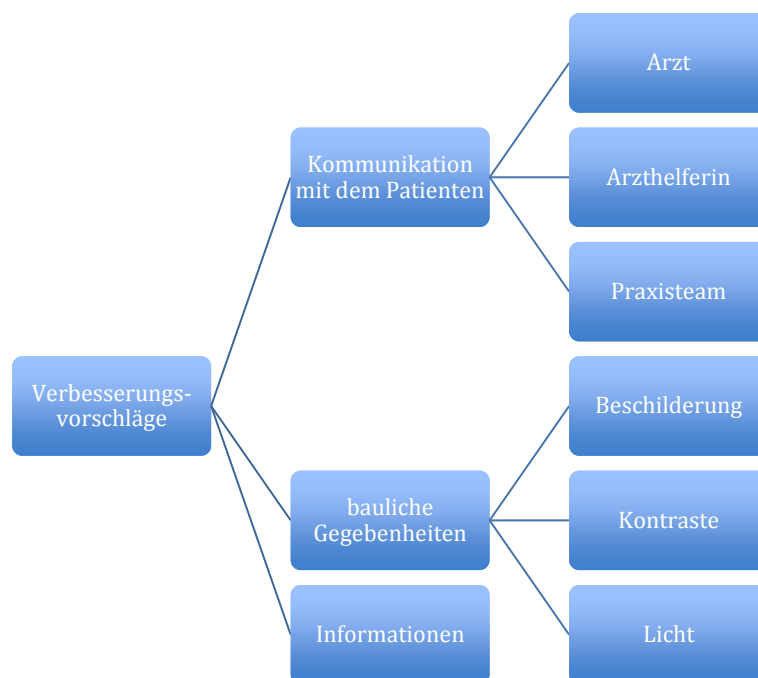 Arzt
Kommunikation
mit dem Patienten
Arzthelferin
Praxisteam
Verbesserungs-
vorschläge
Beschilderung
bauliche
Gegebenheiten
Kontraste
Informationen
Licht